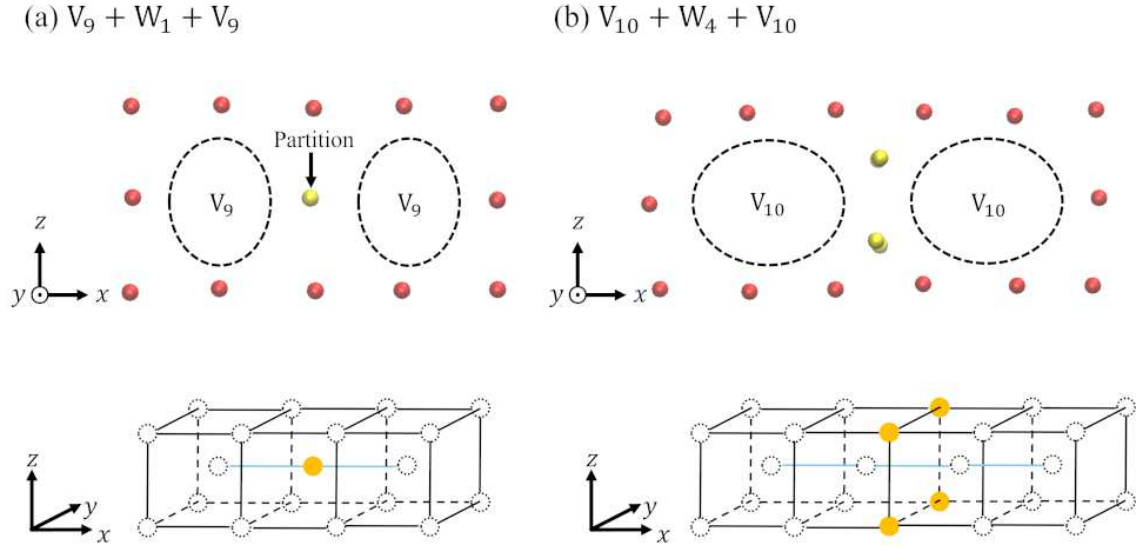 (a) V₉ + W₁ + V₉
(b) V₁₀ + W₄ + V₁₀
Partition
V₉
V₉
z
y
x
V₁₀
V₁₀
z
y
x
z
y
x
z
y
x